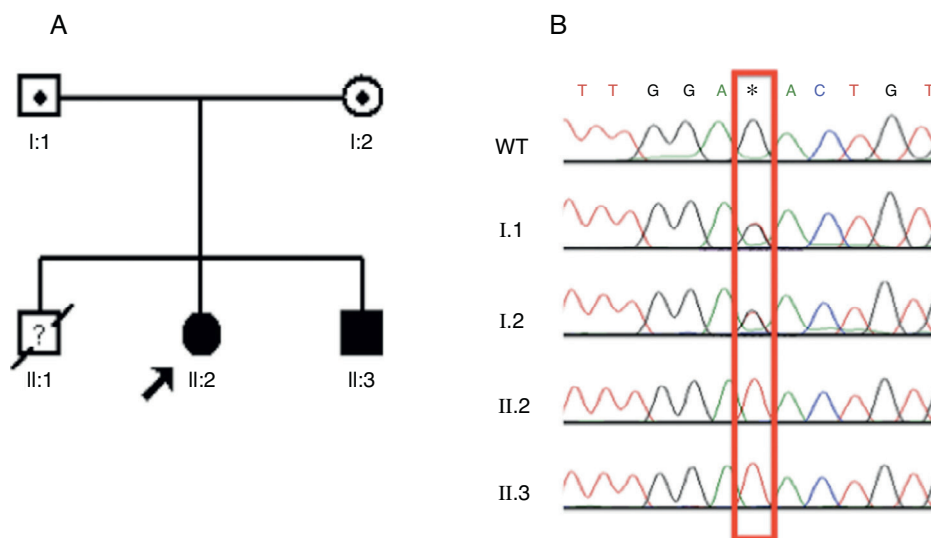 A
I:1
I:2
?
II:1
II:2
II:3
B
T T G G A * A C T G T
WT
I.1
I.2
II.2
II.3